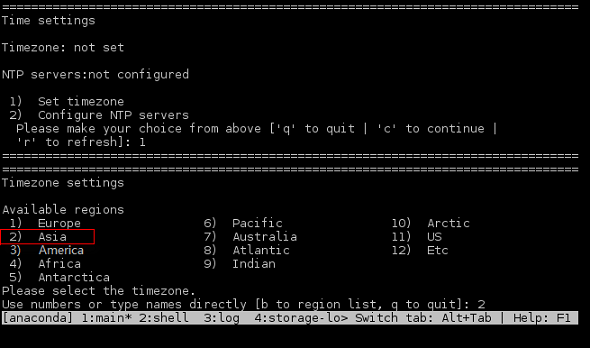 ================================================================================
Time settings
Timezone: not set
NTP servers:not configured
1)  Set timezone
2)  Configure NTP servers
Please make your choice from above ['q' to quit | 'c' to continue |
'r' to refresh]: 1
================================================================================
================================================================================
Timezone settings
Available regions
1)  Europe                6)  Pacific               10)  Arctic
2)  Asia                  7)  Australia             11)  US
3)  America               8)  Atlantic              12)  Etc
4)  Africa                9)  Indian
5)  Antarctica
Please select the timezone.
Use numbers or type names directly [b to region list, q to quit]: 2
[anaconda] 1:main* 2:shell  3:log  4:storage-lo> Switch tab: Alt+Tab | Help: F1